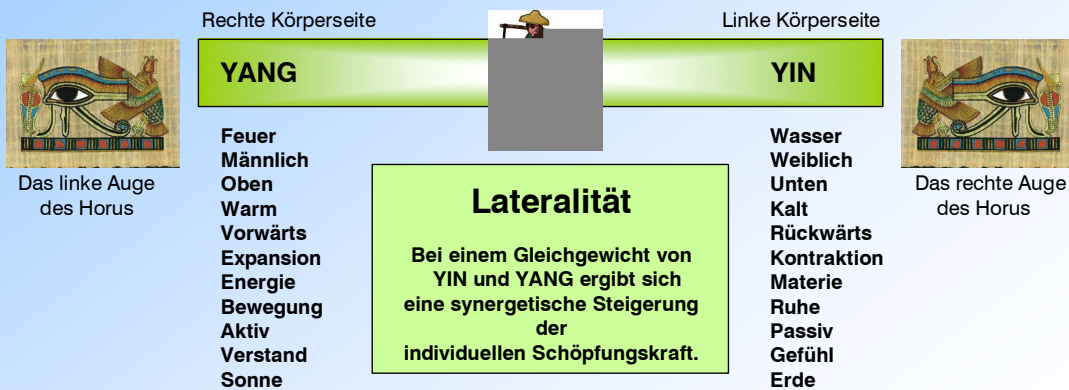 Rechte Körperseite
Linke Körperseite
YANG
YIN
Das linke Auge
des Horus
Feuer
Männlich
Oben
Warm
Vorwärts
Expansion
Energie
Bewegung
Aktiv
Verstand
Sonne
Lateralität
Bei einem Gleichgewicht von
YIN und YANG ergibt sich
eine synergetische Steigerung
der
individuellen Schöpfungskraft.
Wasser
Weiblich
Unten
Kalt
Rückwärts
Kontraktion
Materie
Ruhe
Passiv
Gefühl
Erde
Das rechte Auge
des Horus